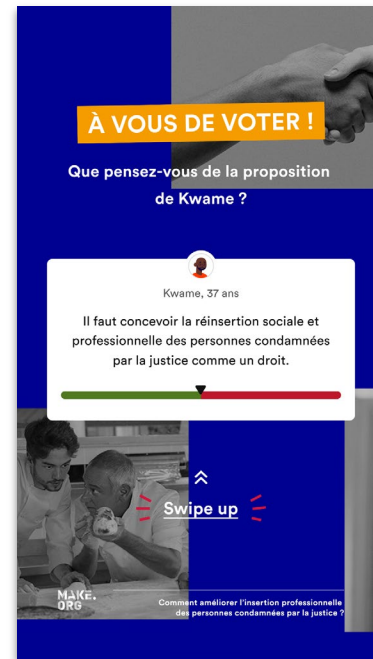 À VOUS DE VOTER !
Que pensez-vous de la proposition
de Kwame ?
Kwame, 37 ans
Il faut concevoir la réinsertion sociale et
professionnelle des personnes condamnées
par la justice comme un droit.
Swipe up
MAKE.
ORG
Comment améliorer l'insertion professionnelle
des personnes condamnées par la justice ?